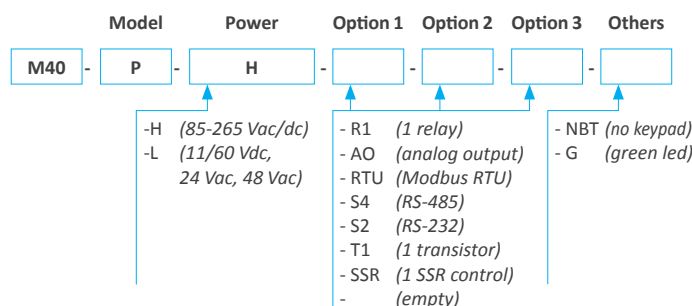 Model Power Option 1 Option 2 Option 3 Others
M40 - P - H - - - -
-H (85-265 Vac/dc)
-L (11/60 Vdc,
24 Vac, 48 Vac)
- R1 (1 relay)
- AO (analog output)
- RTU (Modbus RTU)
- S4 (RS-485)
- S2 (RS-232)
- T1 (1 transistor)
- SSR (1 SSR control)
- (empty)
- NBT (no keypad)
- G (green led)